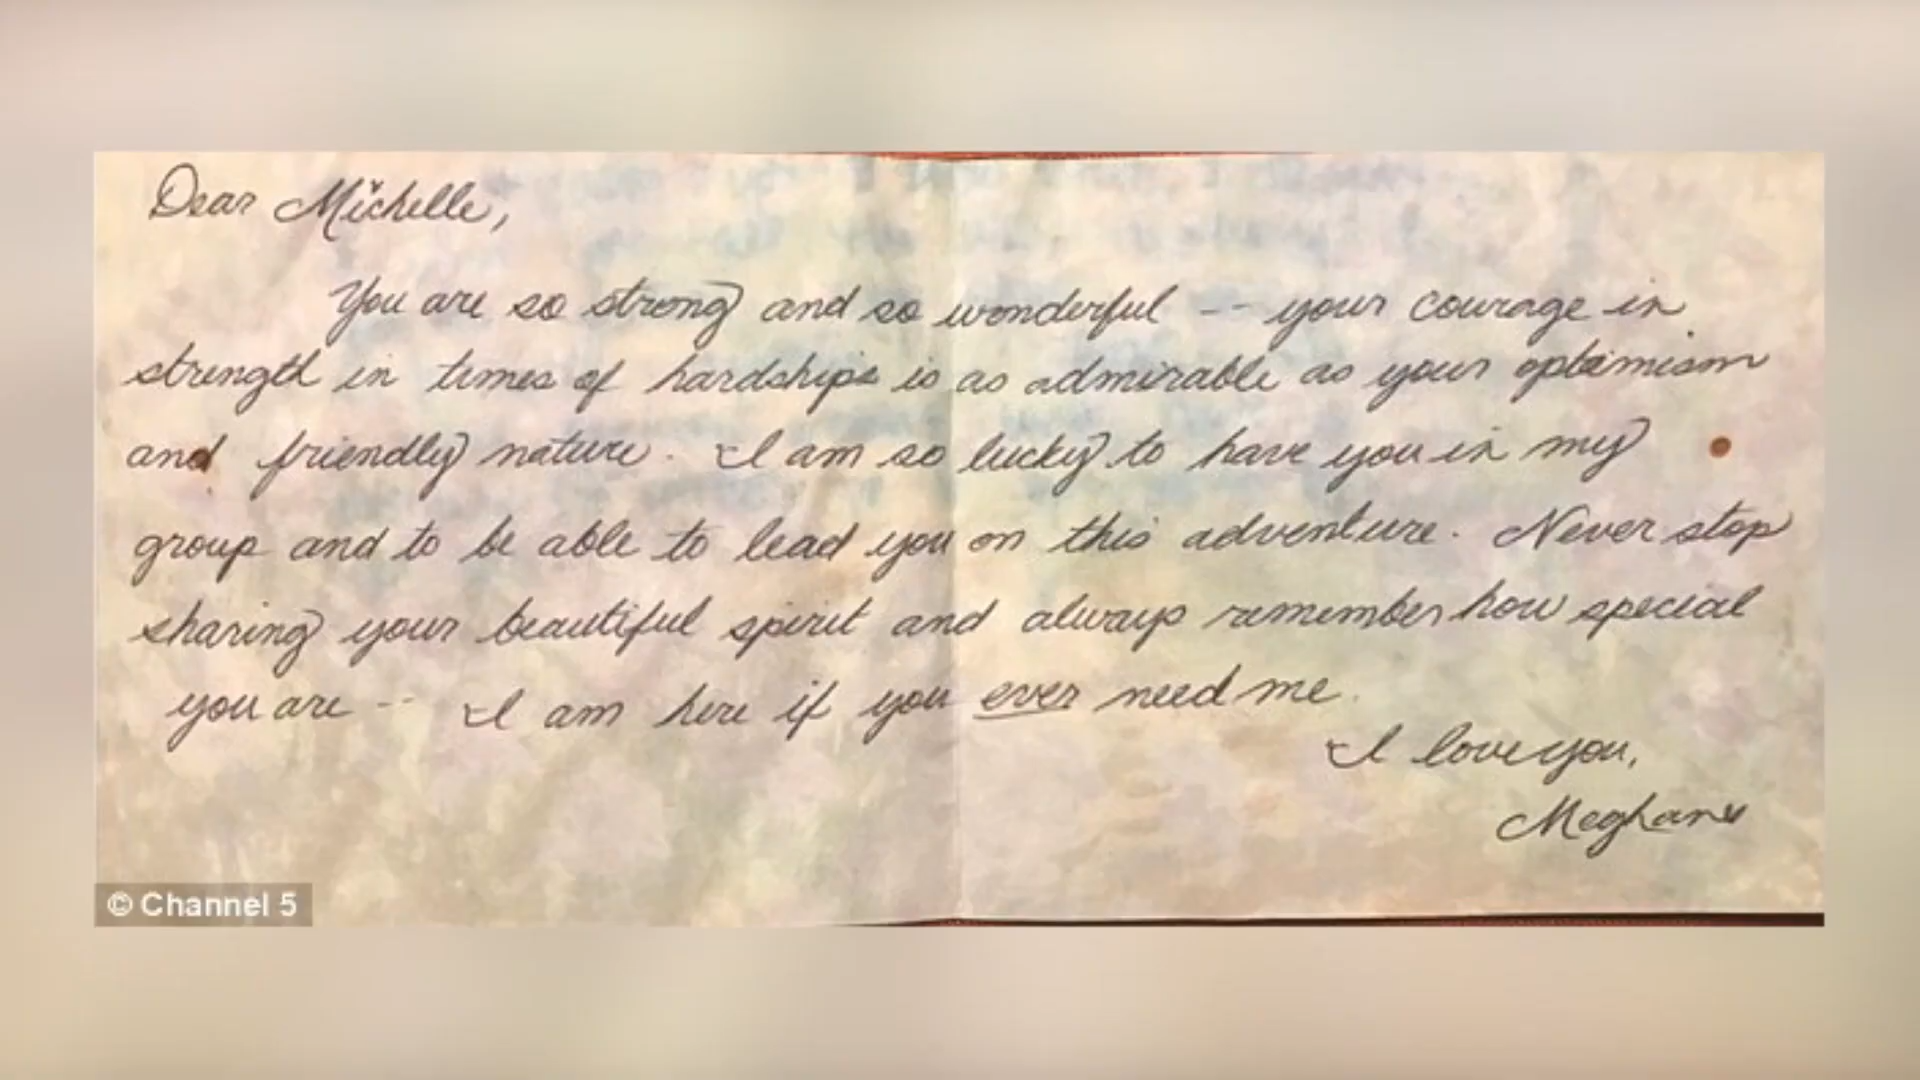 Dear Michelle,
You are so strong and so wonderful -- your courage in
strength in times of hardships is as admirable as your optimism
and friendly nature. I am so lucky to have you in my
group and to be able to lead you on this adventure. Never stop
sharing your beautiful spirit and always remember how special
you are -- I am here if you ever need me.
I love you,
Meghan
© Channel 5